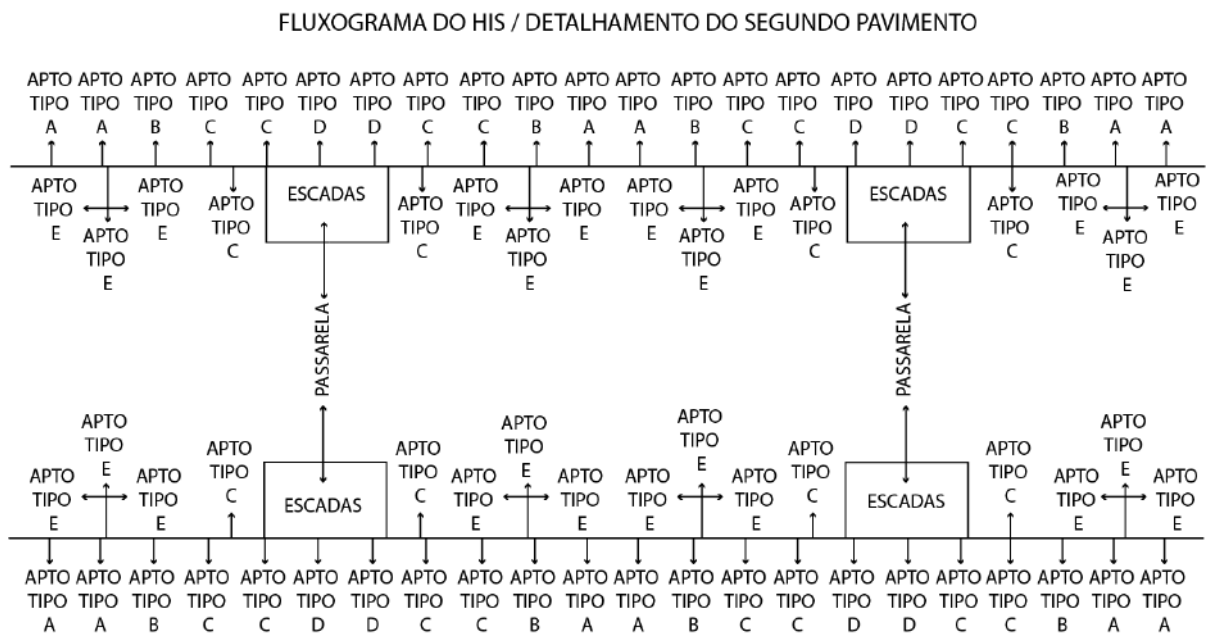 FLUXOGRAMA DO HIS / DETALHAMENTO DO SEGUNDO PAVIMENTO
APTO APTO APTO APTO APTO APTO APTO APTO APTO APTO APTO APTO APTO APTO APTO APTO APTO APTO APTO APTO APTO APTO
TIPO TIPO TIPO TIPO TIPO TIPO TIPO TIPO TIPO TIPO TIPO TIPO TIPO TIPO TIPO TIPO TIPO TIPO TIPO TIPO TIPO TIPO
A A B C C D D C C B A A B C C D D C C B A A
APTO
TIPO
E
APTO
TIPO
E
APTO
TIPO
E
APTO
TIPO
C
ESCADAS
APTO
TIPO
C
APTO
TIPO
E
APTO
TIPO
E
APTO
TIPO
E
APTO
TIPO
E
APTO
TIPO
E
APTO
TIPO
E
APTO
TIPO
C
ESCADAS
APTO
TIPO
C
APTO
TIPO
E
APTO
TIPO
E
APTO
TIPO
E
PASSARELA
PASSARELA
APTO
TIPO
E
APTO
TIPO
E
APTO
TIPO
E
APTO
TIPO
C
ESCADAS
APTO
TIPO
C
APTO
TIPO
E
APTO
TIPO
E
APTO
TIPO
E
APTO
TIPO
E
APTO
TIPO
E
APTO
TIPO
E
APTO
TIPO
C
ESCADAS
APTO
TIPO
C
APTO
TIPO
E
APTO
TIPO
E
APTO
TIPO
E
APTO APTO APTO APTO APTO APTO APTO APTO APTO APTO APTO APTO APTO APTO APTO APTO APTO APTO APTO APTO APTO APTO
TIPO TIPO TIPO TIPO TIPO TIPO TIPO TIPO TIPO TIPO TIPO TIPO TIPO TIPO TIPO TIPO TIPO TIPO TIPO TIPO TIPO TIPO
A A B C C D D C C B A A B C C D D C C B A A